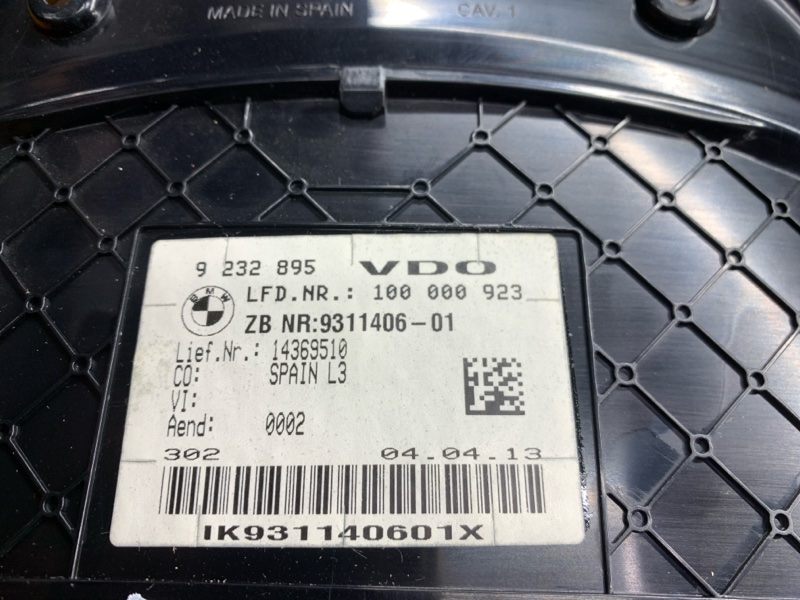 MADE IN SPAIN CAV. 1
9 232 895 VDO
BMW
LFD.NR.: 100 000 923
ZB NR:9311406-01
Lief.Nr.: 14369510
CO: SPAIN L3
VI:
Aend: 0002
302 04.04.13
IK931140601X